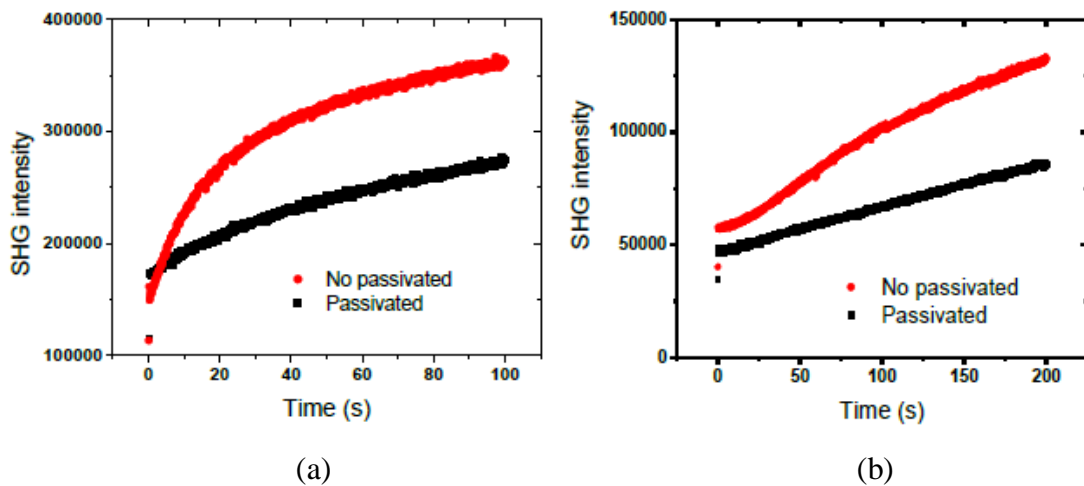 400000
300000
200000
100000
SHG intensity
No passivated
Passivated
0
20
40
60
80
100
Time (s)
(a)
150000
100000
50000
0
SHG intensity
No passivated
Passivated
0
50
100
150
200
Time (s)
(b)